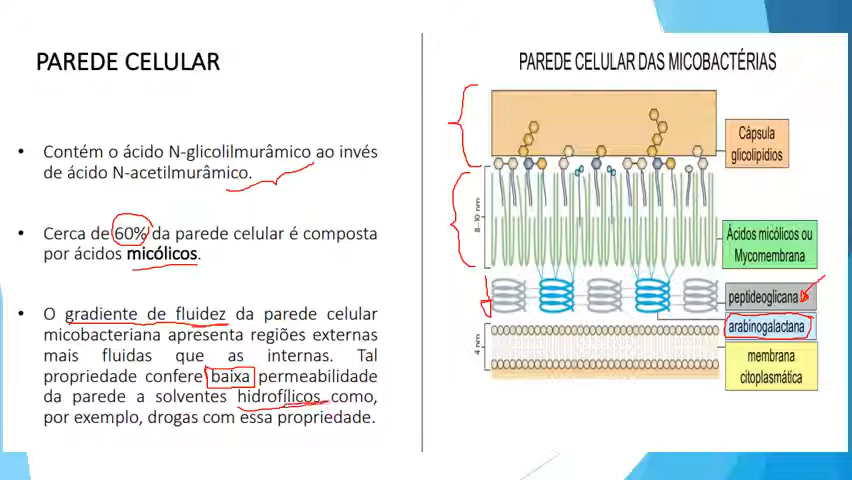 PAREDE CELULAR
• Contém o ácido N-glicolilmurâmico ao invés
de ácido N-acetilmurâmico.
• Cerca de 60% da parede celular é composta
por ácidos micólicos.
• O gradiente de fluidez da parede celular
micobacteriana apresenta regiões externas
mais fluidas que as internas. Tal
propriedade confere baixa permeabilidade
da parede a solventes hidrofílicos como,
por exemplo, drogas com essa propriedade.
PAREDE CELULAR DAS MICOBACTÉRIAS
Cápsula
glicolipídios
8–10 nm
Ácidos micólicos ou
Mycomembrana
peptideoglicana
arabinogalactana
4 nm
membrana
citoplasmática